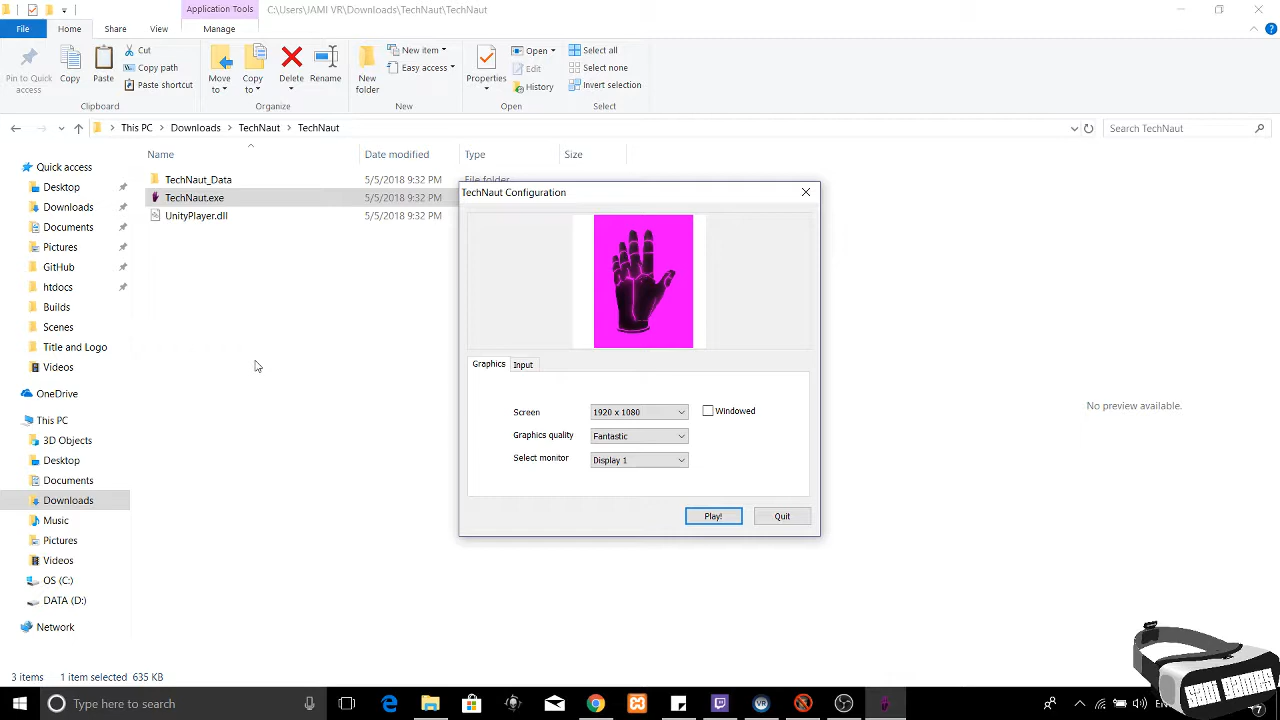 Application Tools C:\Users\IAMI VR\Downloads\TechNaut\TechNaut
File Home Share View Manage
Pin to Quick access
Copy
Paste
Cut
Copy path
Paste shortcut
Clipboard
Move to
Copy to
Delete
Rename
Organize
New folder
New item
Easy access
New
Properties
Open
Edit
History
Open
Select all
Select none
Invert selection
Select
This PC Downloads TechNaut TechNaut
Search TechNaut
Name Date modified Type Size
TechNaut_Data 5/5/2018 9:32 PM File folder
TechNaut.exe 5/5/2018 9:32 PM
UnityPlayer.dll 5/5/2018 9:32 PM
Quick access
Desktop
Downloads
Documents
Pictures
GitHub
htdocs
Builds
Scenes
Title and Logo
Videos
OneDrive
This PC
3D Objects
Desktop
Documents
Downloads
Music
Pictures
Videos
OS (C:)
DATA (D:)
Network
TechNaut Configuration
Graphics Input
Screen 1920 x 1080 Windowed
Graphics quality Fantastic
Select monitor Display 1
Play! Quit
No preview available.
3 items 1 item selected 635 KB
Type here to search